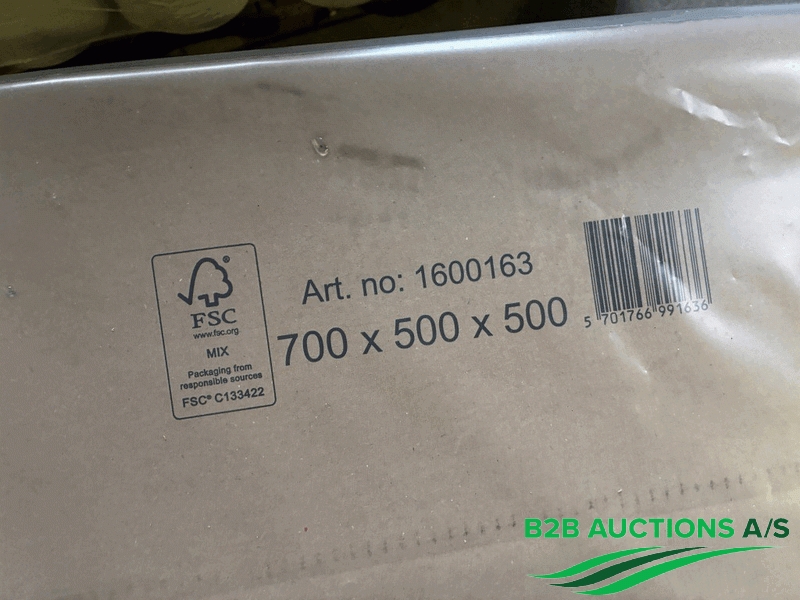 FSC®
www.fsc.org
MIX
Packaging from
responsible sources
FSC® C133422
Art. no: 1600163
700 x 500 x 500
5 701766 991636
B2B AUCTIONS A/S